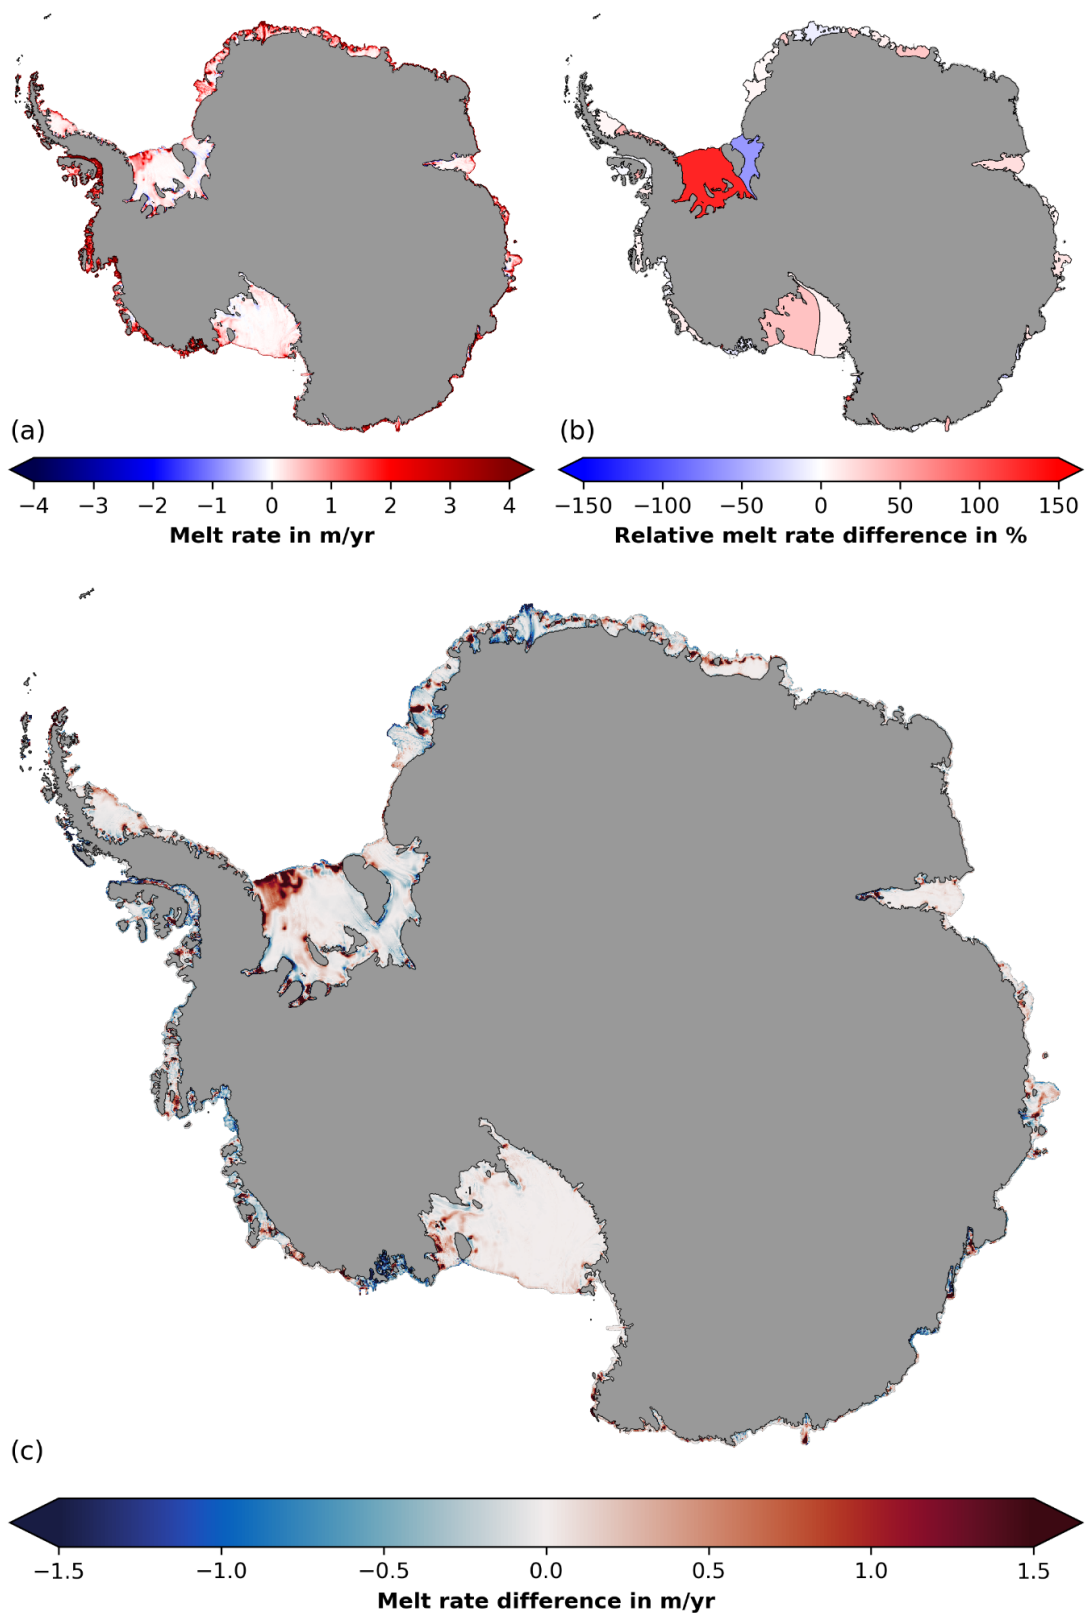 (a)
(b)
−4 −3 −2 −1 0 1 2 3 4
Melt rate in m/yr
−150 −100 −50 0 50 100 150
Relative melt rate difference in %
(c)
−1.5 −1.0 −0.5 0.0 0.5 1.0 1.5
Melt rate difference in m/yr